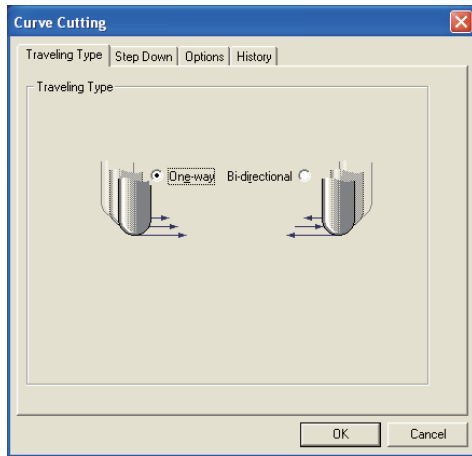 Curve Cutting
Traveling Type Step Down Options History
Traveling Type
One-way Bi-directional
OK Cancel